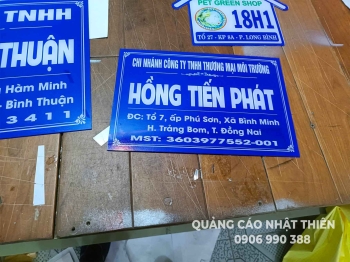 TNHH
THUẬN
Hàm Minh
- Bình Thuận
3411
PET GREEN SHOP
18H1
TỔ 27 - KP 8A - P. LONG BÌNH
CHI NHÁNH CÔNG TY TNHH THƯƠNG MẠI MÔI TRƯỜNG
HỒNG TIẾN PHÁT
ĐC: Tổ 7, ấp Phú Sơn, Xã Bình Minh
H. Trảng Bom, T. Đồng Nai
MST: 3603977552-001
QUẢNG CÁO NHẬT THIÊN
0906 990 388